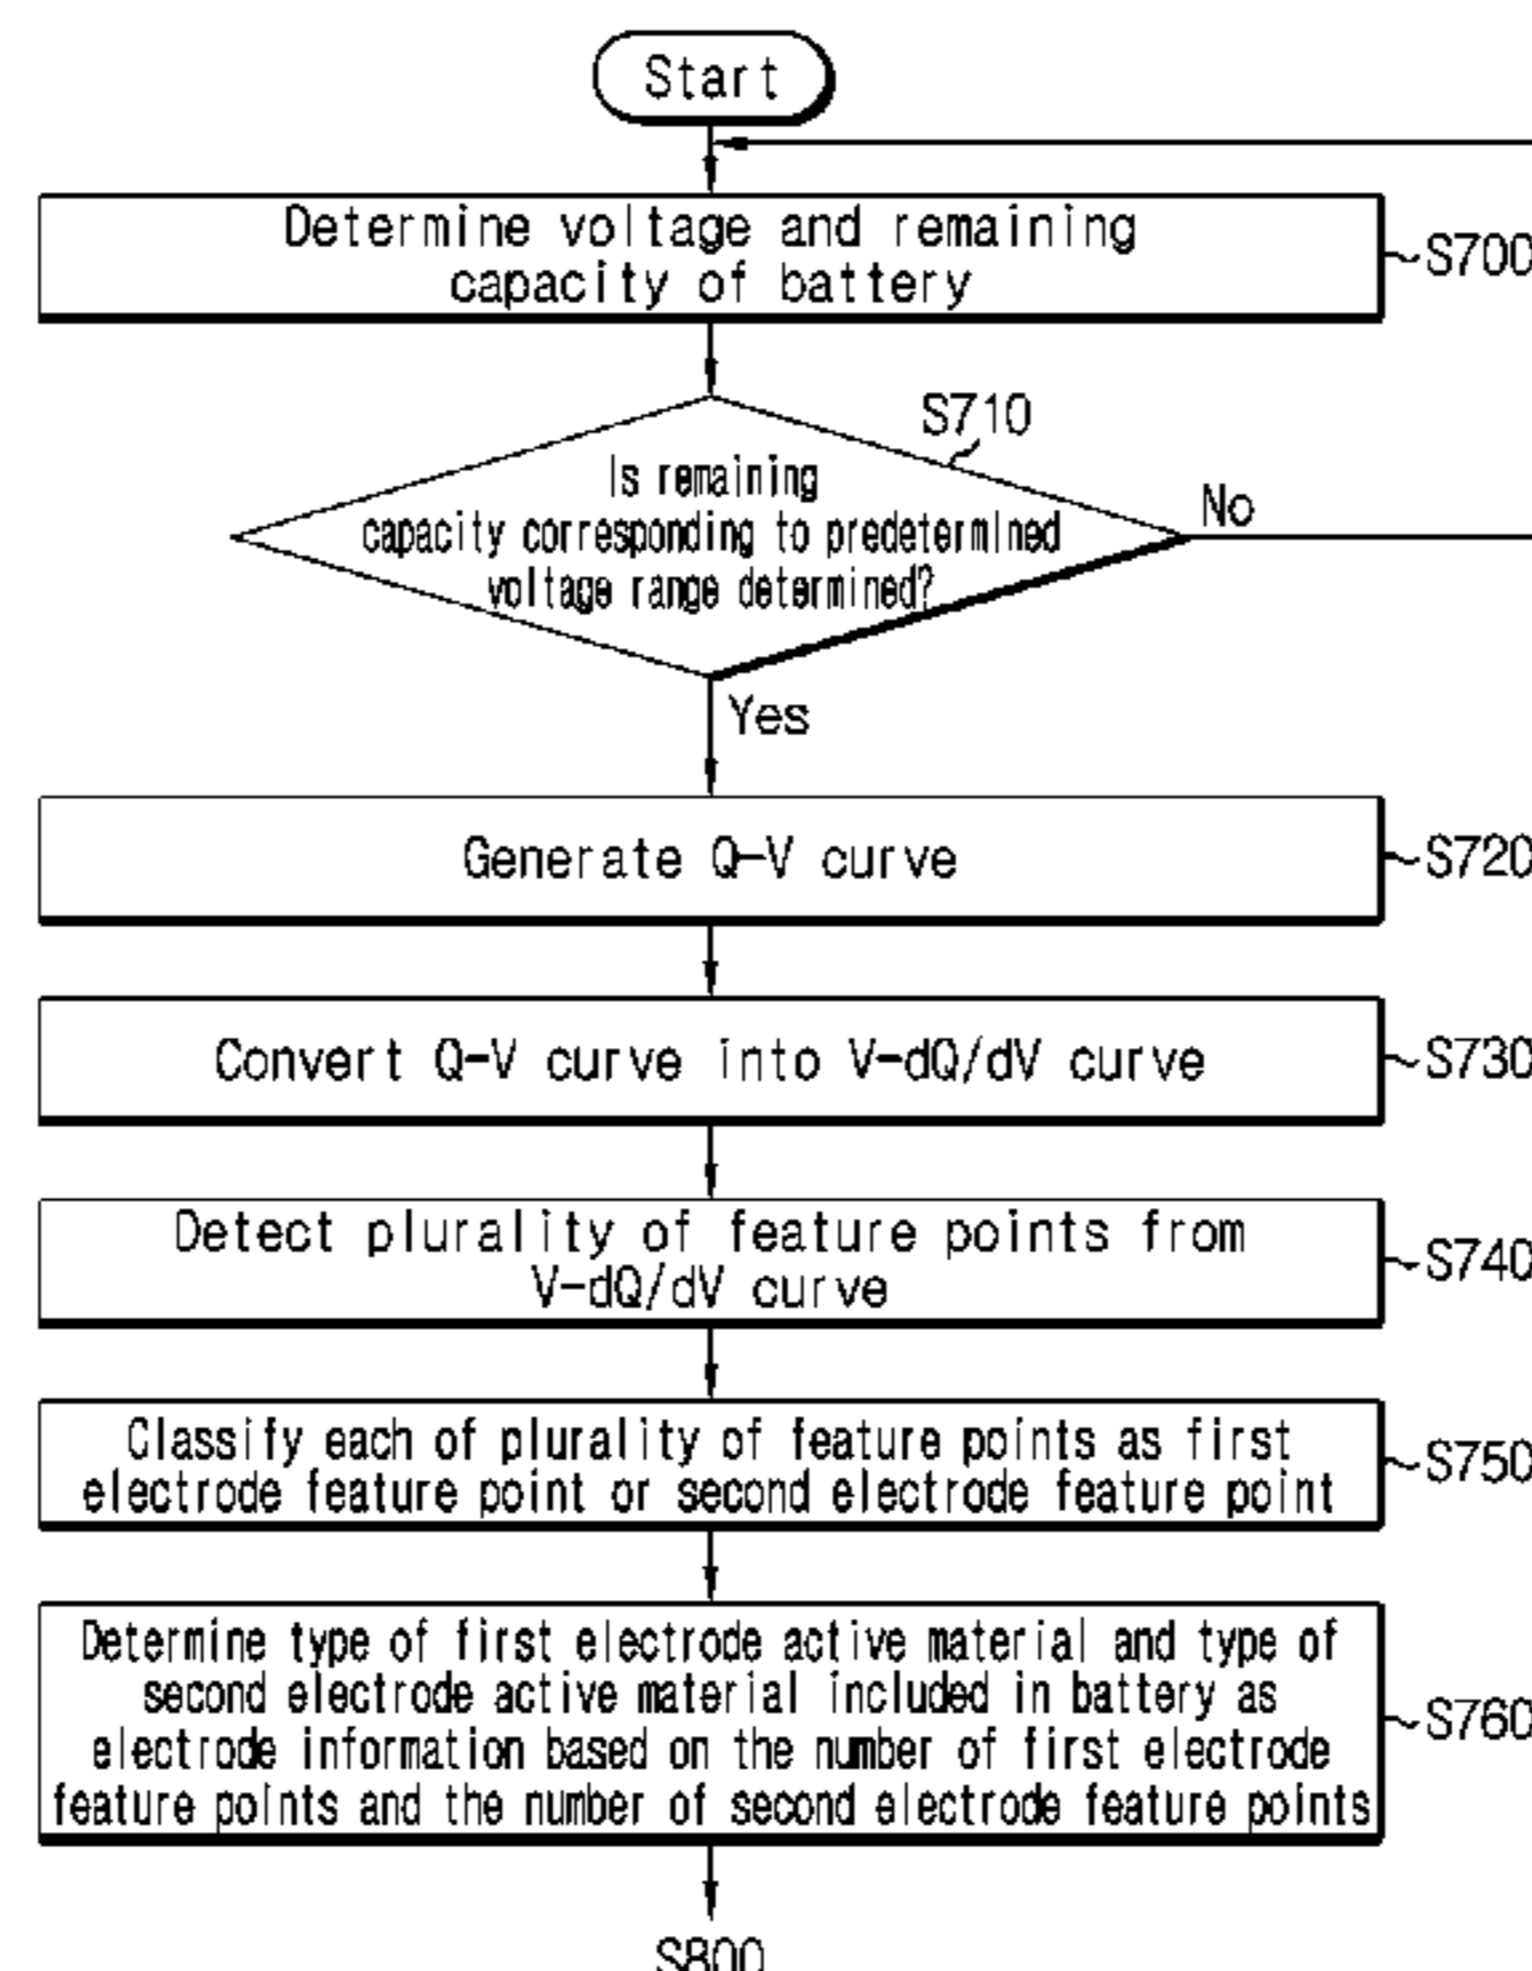 Start
Determine voltage and remaining
capacity of battery
S700
S710
Is remaining
capacity corresponding to predetermined
voltage range determined?
No
Yes
Generate Q-V curve
S720
Convert Q-V curve into V-dQ/dV curve
S730
Detect plurality of feature points from
V-dQ/dV curve
S740
Classify each of plurality of feature points as first
electrode feature point or second electrode feature point
S750
Determine type of first electrode active material and type of
second electrode active material included in battery as
electrode information based on the number of first electrode
feature points and the number of second electrode feature points
S760
S800